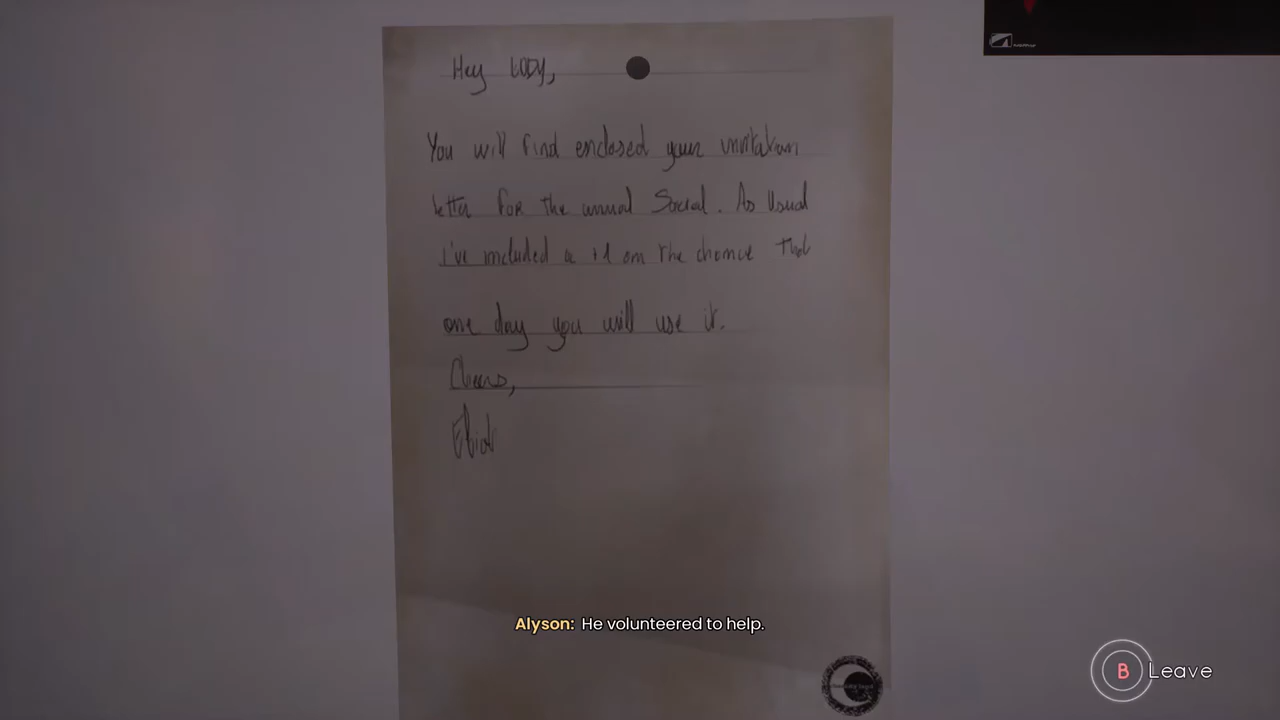 Hey CODY,
You will find enclosed your invitation
letter for the annual Social. As Usual
I've included a +1 on the chance that
one day you will use it.
Cheers,
Alyson: He volunteered to help.
B Leave